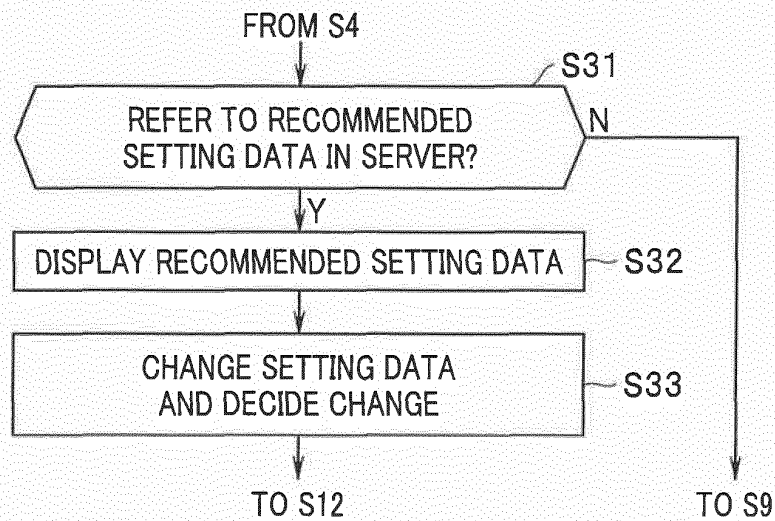 FROM S4
S31
REFER TO RECOMMENDED
SETTING DATA IN SERVER?
N
Y
DISPLAY RECOMMENDED SETTING DATA
S32
CHANGE SETTING DATA
AND DECIDE CHANGE
S33
TO S12
TO S9